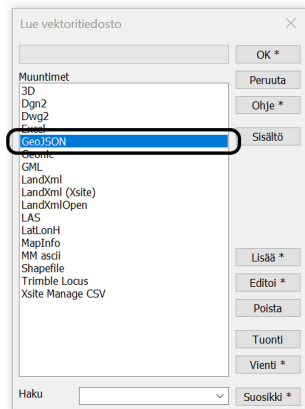 Lue vektoritiedosto
OK *
Muuntimet
Peruuta
3D
Dgn2
Ohje *
Dwg2
Excel
GeoJSON
Sisältö
Geonic
GML
LandXml
LandXml (Xsite)
LandXmlOpen
LAS
LatLonH
MapInfo
MM ascii
Lisää *
Shapefile
Trimble Locus
Editoi *
Xsite Manage CSV
Poista
Tuonti
Vienti *
Haku
Suosikki *